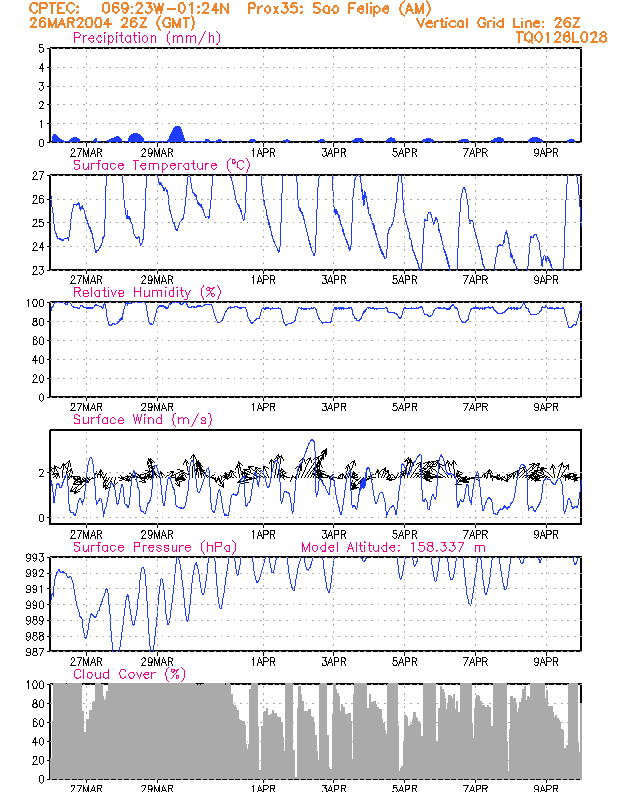 CPTEC: 069:23W-01:24N Prox35: Sao Felipe (AM)
26MAR2004 26Z (GMT) Vertical Grid Line: 26Z
Precipitation (mm/h) TQ0126L028
5
4
3
2
1
0
27MAR 29MAR 1APR 3APR 5APR 7APR 9APR
Surface Temperature (ºC)
27
26
25
24
23
27MAR 29MAR 1APR 3APR 5APR 7APR 9APR
Relative Humidity (%)
100
80
60
40
20
0
27MAR 29MAR 1APR 3APR 5APR 7APR 9APR
Surface Wind (m/s)
2
0
27MAR 29MAR 1APR 3APR 5APR 7APR 9APR
Surface Pressure (hPa) Model Altitude: 158.337 m
993
992
991
990
989
988
987
27MAR 29MAR 1APR 3APR 5APR 7APR 9APR
Cloud Cover (%)
100
80
60
40
20
0
27MAR 29MAR 1APR 3APR 5APR 7APR 9APR